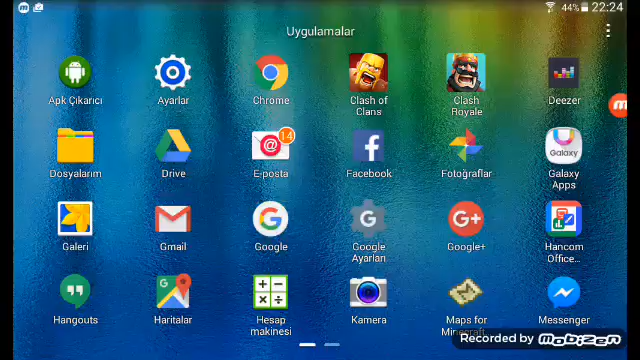 44% 22:24
Uygulamalar
Apk Çıkarıcı
Ayarlar
Chrome
Clash of
Clans
Clash
Royale
Deezer
Dosyalarım
Drive
14
E-posta
Facebook
Fotoğraflar
Galaxy
Galaxy
Apps
Galeri
Gmail
Google
Google
Ayarları
G+
Google+
Hancom
Office...
Hangouts
Haritalar
Hesap
makinesi
Kamera
Maps for
Messenger
Recorded by MOBIZEN